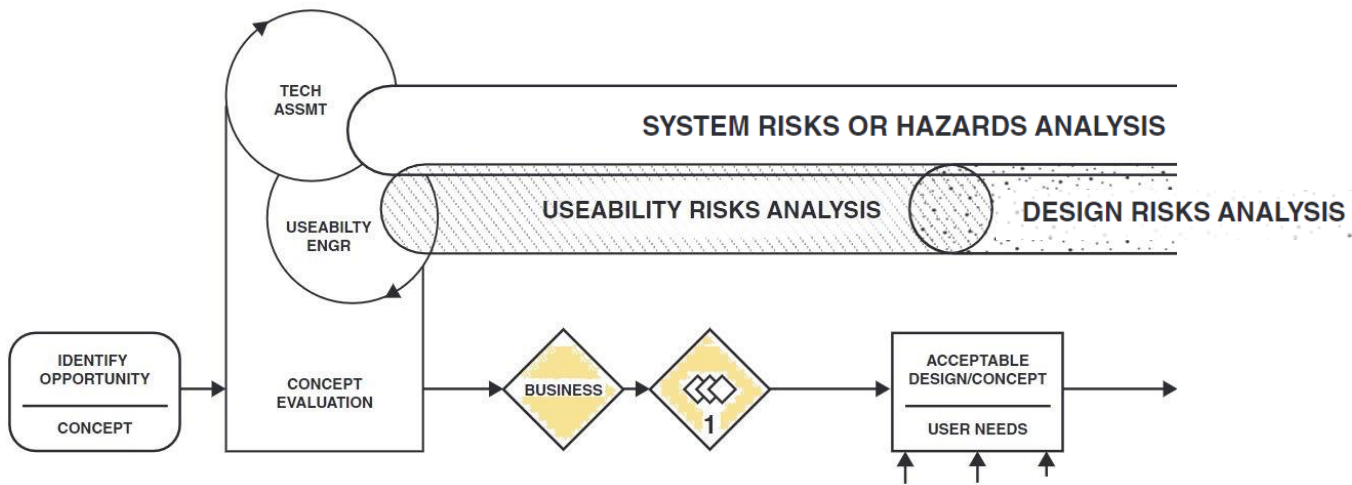 TECH
ASSMT
SYSTEM RISKS OR HAZARDS ANALYSIS
USEABILTY
ENGR
USEABILITY RISKS ANALYSIS
DESIGN RISKS ANALYSIS
IDENTIFY
OPPORTUNITY
CONCEPT
CONCEPT
EVALUATION
BUSINESS
1
ACCEPTABLE
DESIGN/CONCEPT
USER NEEDS